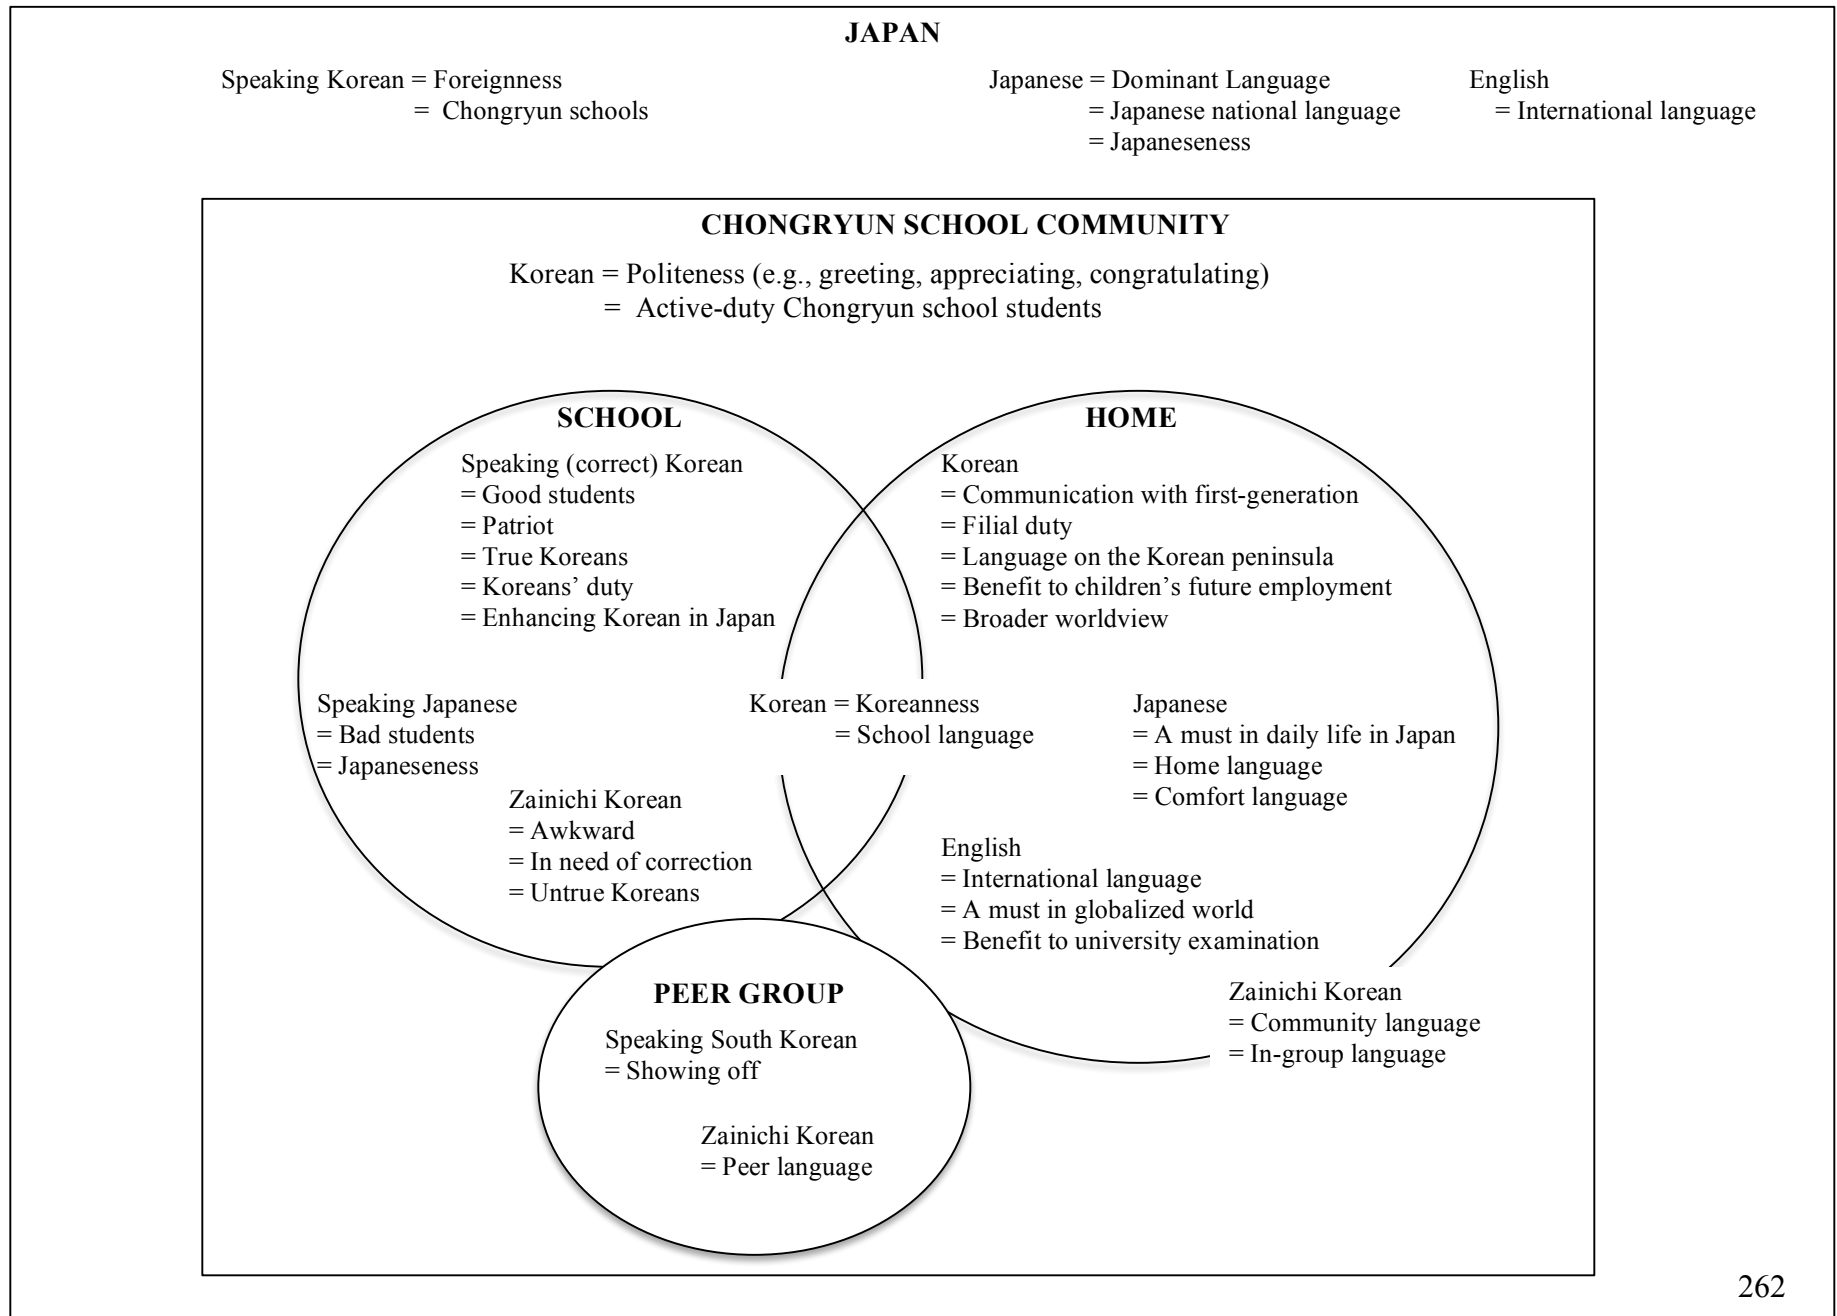 JAPAN
Speaking Korean = Foreignness
= Chongryun schools
Japanese = Dominant Language
= Japanese national language
= Japaneseness
English
= International language
CHONGRYUN SCHOOL COMMUNITY
Korean = Politeness (e.g., greeting, appreciating, congratulating)
= Active-duty Chongryun school students
SCHOOL
Speaking (correct) Korean
= Good students
= Patriot
= True Koreans
= Koreans’ duty
= Enhancing Korean in Japan
Speaking Japanese
= Bad students
= Japaneseness
Zainichi Korean
= Awkward
= In need of correction
= Untrue Koreans
Korean = Koreanness
= School language
HOME
Korean
= Communication with first-generation
= Filial duty
= Language on the Korean peninsula
= Benefit to children’s future employment
= Broader worldview
Japanese
= A must in daily life in Japan
= Home language
= Comfort language
English
= International language
= A must in globalized world
= Benefit to university examination
Zainichi Korean
= Community language
= In-group language
PEER GROUP
Speaking South Korean
= Showing off
Zainichi Korean
= Peer language
262